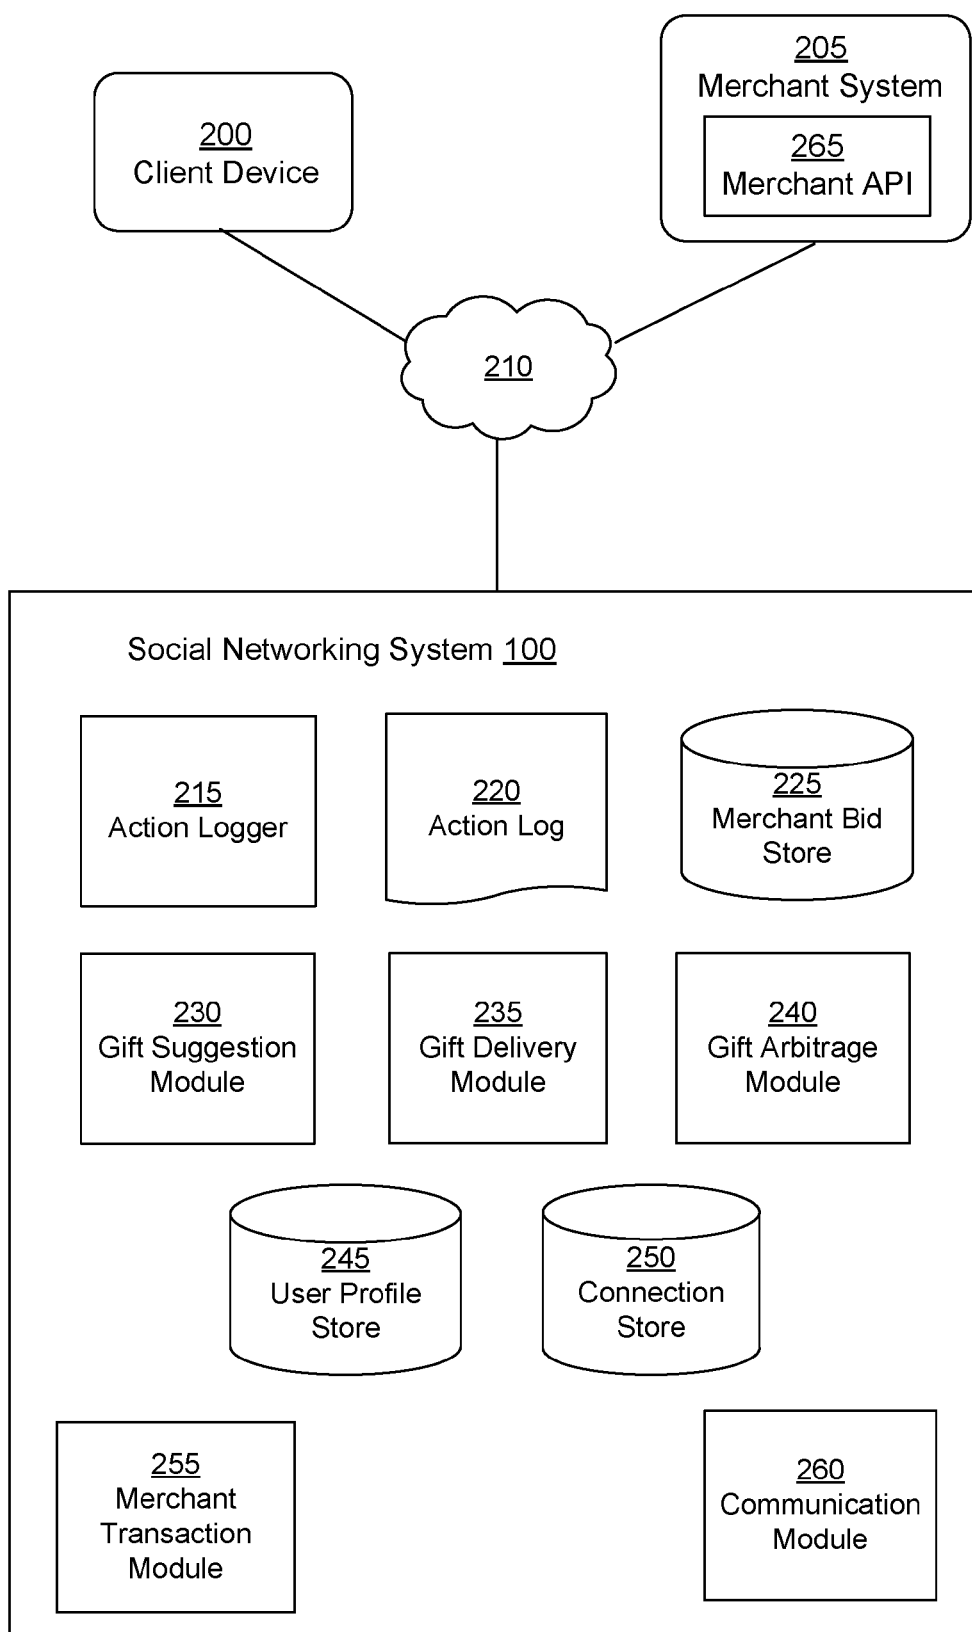 205
Merchant System
200
Client Device
265
Merchant API
210
Social Networking System 100
215
Action Logger
220
Action Log
225
Merchant Bid
Store
230
Gift Suggestion
Module
235
Gift Delivery
Module
240
Gift Arbitrage
Module
245
User Profile
Store
250
Connection
Store
255
Merchant
Transaction
Module
260
Communication
Module